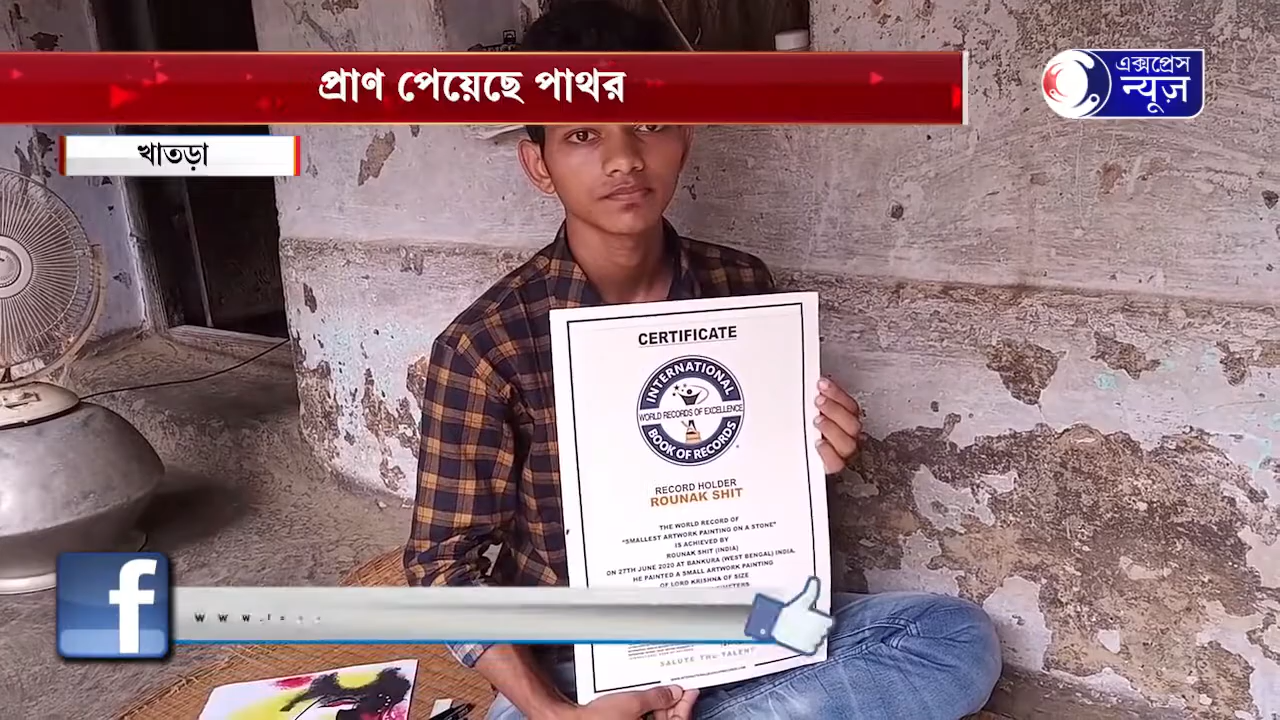 প্রাণ পেয়েছে পাথর
এক্সপ্রেস
ন্যূজ়
খাতড়া
CERTIFICATE
INTERNATIONAL
WORLD RECORDS OF EXCELLENCE
BOOK OF RECORDS
RECORD HOLDER
ROUNAK SHIT
THE WORLD RECORD OF
"SMALLEST ARTWORK PAINTING ON A STONE"
IS ACHIEVED BY
ROUNAK SHIT (INDIA)
ON 27TH JUNE 2020 AT BANKURA (WEST BENGAL) INDIA.
HE PAINTED A SMALL ARTWORK PAINTING
OF LORD KRISHNA OF SIZE
f
www.f
SALUTE THE TALENT